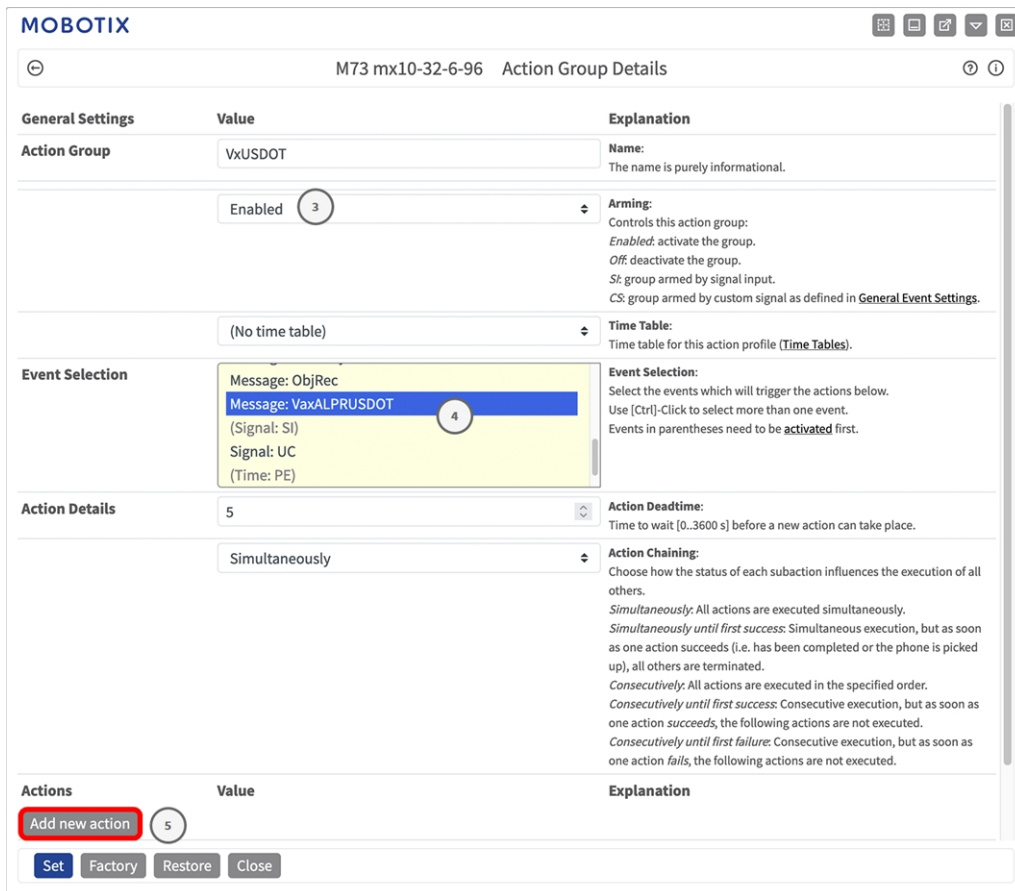 MOBOTIX
M73 mx10-32-6-96 Action Group Details
General Settings Value Explanation
Action Group VxUSDOT Name:
The name is purely informational.
Enabled 3 Arming:
Controls this action group:
Enabled: activate the group.
Off: deactivate the group.
SI: group armed by signal input.
CS: group armed by custom signal as defined in General Event Settings.
(No time table) Time Table:
Time table for this action profile (Time Tables).
Event Selection
Message: ObjRec
Message: VaxALPRUSDOT 4
(Signal: SI)
Signal: UC
(Time: PE)
Event Selection:
Select the events which will trigger the actions below.
Use [Ctrl]-Click to select more than one event.
Events in parentheses need to be activated first.
Action Details 5 Action Deadtime:
Time to wait [0..3600 s] before a new action can take place.
Simultaneously Action Chaining:
Choose how the status of each subaction influences the execution of all
others.
Simultaneously: All actions are executed simultaneously.
Simultaneously until first success: Simultaneous execution, but as soon
as one action succeeds (i.e. has been completed or the phone is picked
up), all others are terminated.
Consecutively: All actions are executed in the specified order.
Consecutively until first success: Consecutive execution, but as soon as
one action succeeds, the following actions are not executed.
Consecutively until first failure: Consecutive execution, but as soon as
one action fails, the following actions are not executed.
Actions Value Explanation
Add new action 5
Set Factory Restore Close